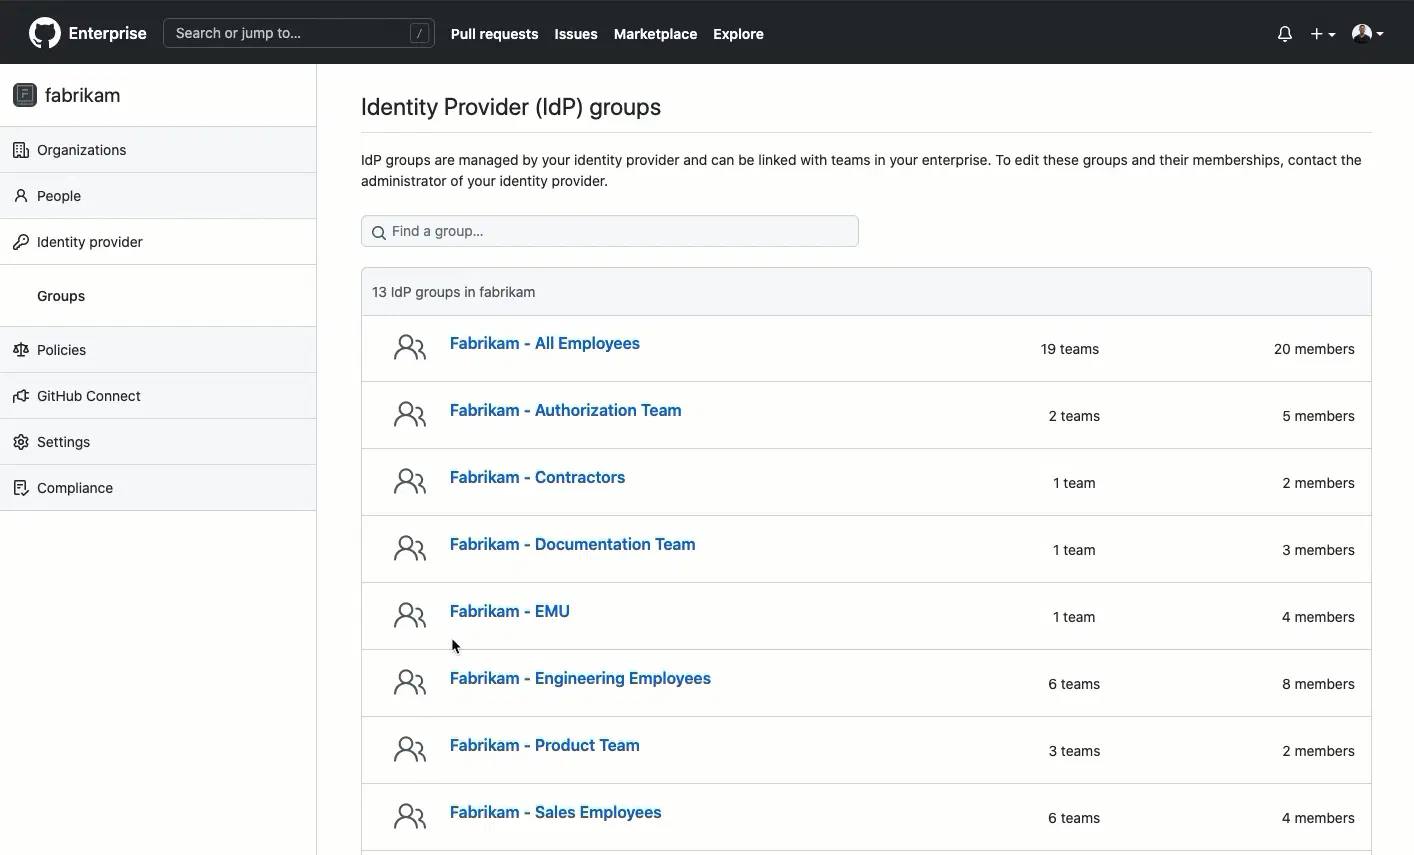 Enterprise
Search or jump to... /
Pull requests Issues Marketplace Explore
fabrikam
Organizations
People
Identity provider
Groups
Policies
GitHub Connect
Settings
Compliance
Identity Provider (IdP) groups
IdP groups are managed by your identity provider and can be linked with teams in your enterprise. To edit these groups and their memberships, contact the
administrator of your identity provider.
Find a group...
13 IdP groups in fabrikam
Fabrikam - All Employees 19 teams 20 members
Fabrikam - Authorization Team 2 teams 5 members
Fabrikam - Contractors 1 team 2 members
Fabrikam - Documentation Team 1 team 3 members
Fabrikam - EMU 1 team 4 members
Fabrikam - Engineering Employees 6 teams 8 members
Fabrikam - Product Team 3 teams 2 members
Fabrikam - Sales Employees 6 teams 4 members